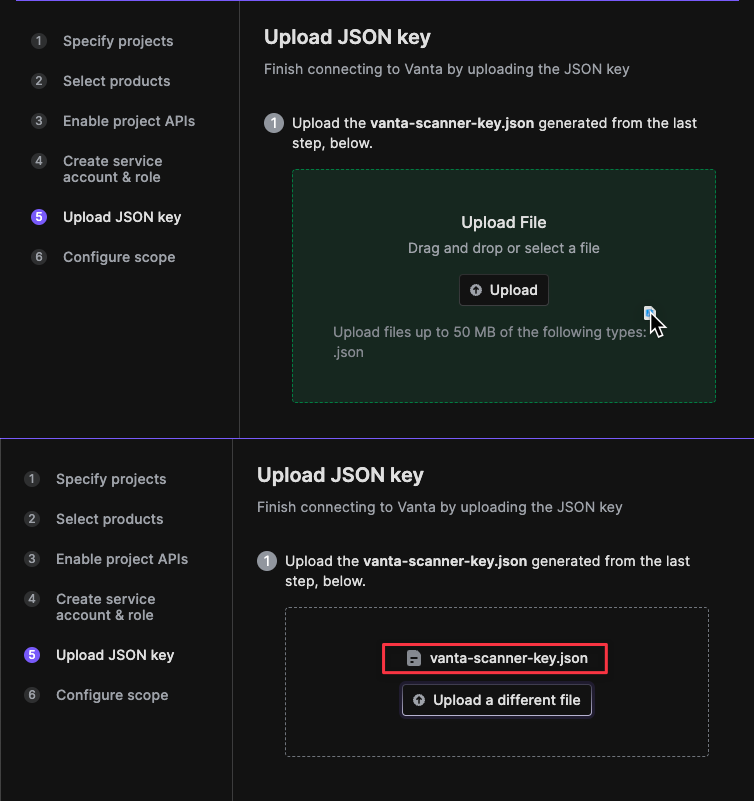 1 Specify projects
2 Select products
3 Enable project APIs
4 Create service
account & role
5 Upload JSON key
6 Configure scope
Upload JSON key
Finish connecting to Vanta by uploading the JSON key
1 Upload the vanta-scanner-key.json generated from the last
step, below.
Upload File
Drag and drop or select a file
Upload
Upload files up to 50 MB of the following types:
.json
1 Specify projects
2 Select products
3 Enable project APIs
4 Create service
account & role
5 Upload JSON key
6 Configure scope
Upload JSON key
Finish connecting to Vanta by uploading the JSON key
1 Upload the vanta-scanner-key.json generated from the last
step, below.
vanta-scanner-key.json
Upload a different file